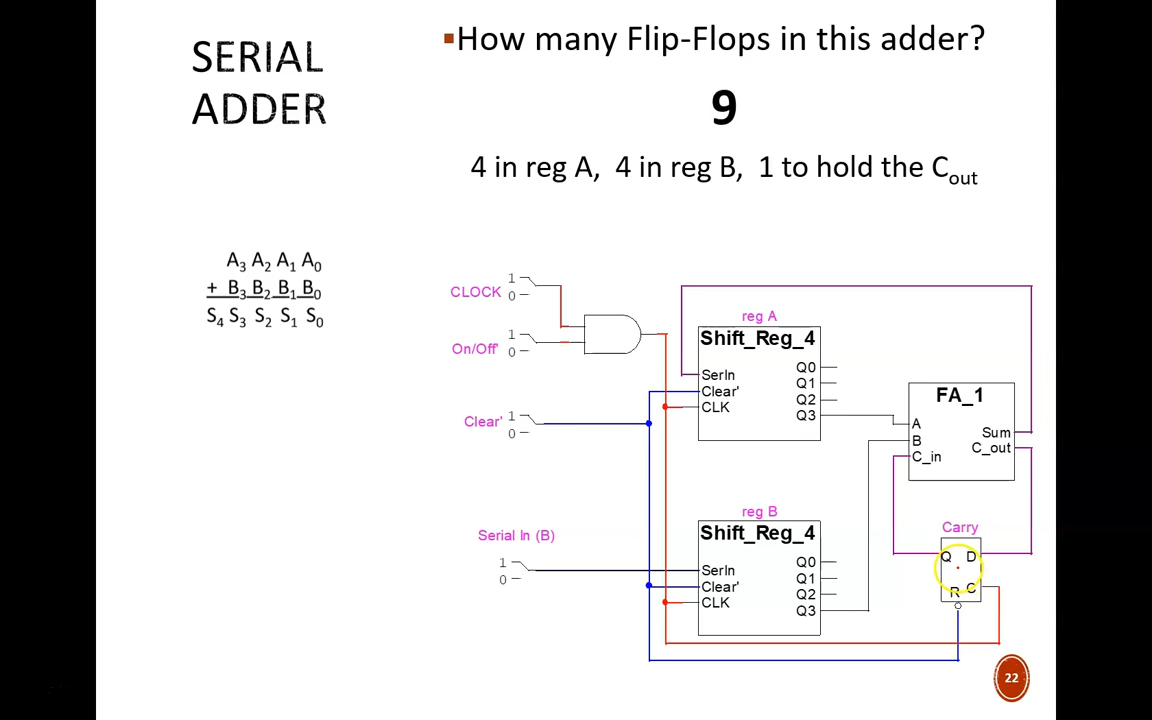 SERIAL
ADDER
▪How many Flip-Flops in this adder?
9
4 in reg A, 4 in reg B, 1 to hold the Cout
A3 A2 A1 A0
+ B3 B2 B1 B0
S4 S3 S2 S1 S0
CLOCK
1
0
On/Off'
1
0
Clear'
1
0
Serial In (B)
1
0
reg A
Shift_Reg_4
SerIn
Clear'
CLK
Q0
Q1
Q2
Q3
reg B
Shift_Reg_4
SerIn
Clear'
CLK
Q0
Q1
Q2
Q3
FA_1
A
B
C_in
Sum
C_out
Carry
Q D
R C
22